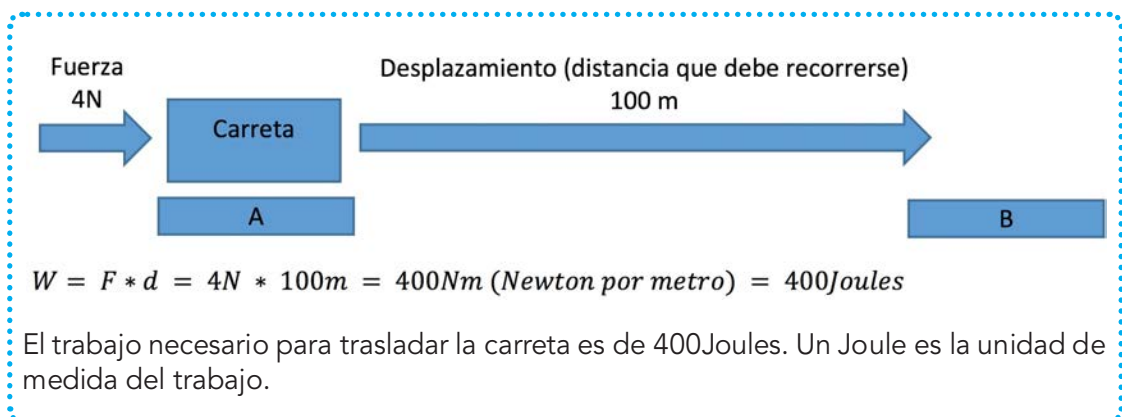 Fuerza
4N
Desplazamiento (distancia que debe recorrerse)
100 m
Carreta
A
B
W = F * d = 4N * 100m = 400Nm (Newton por metro) = 400Joules
El trabajo necesario para trasladar la carreta es de 400Joules. Un Joule es la unidad de
medida del trabajo.